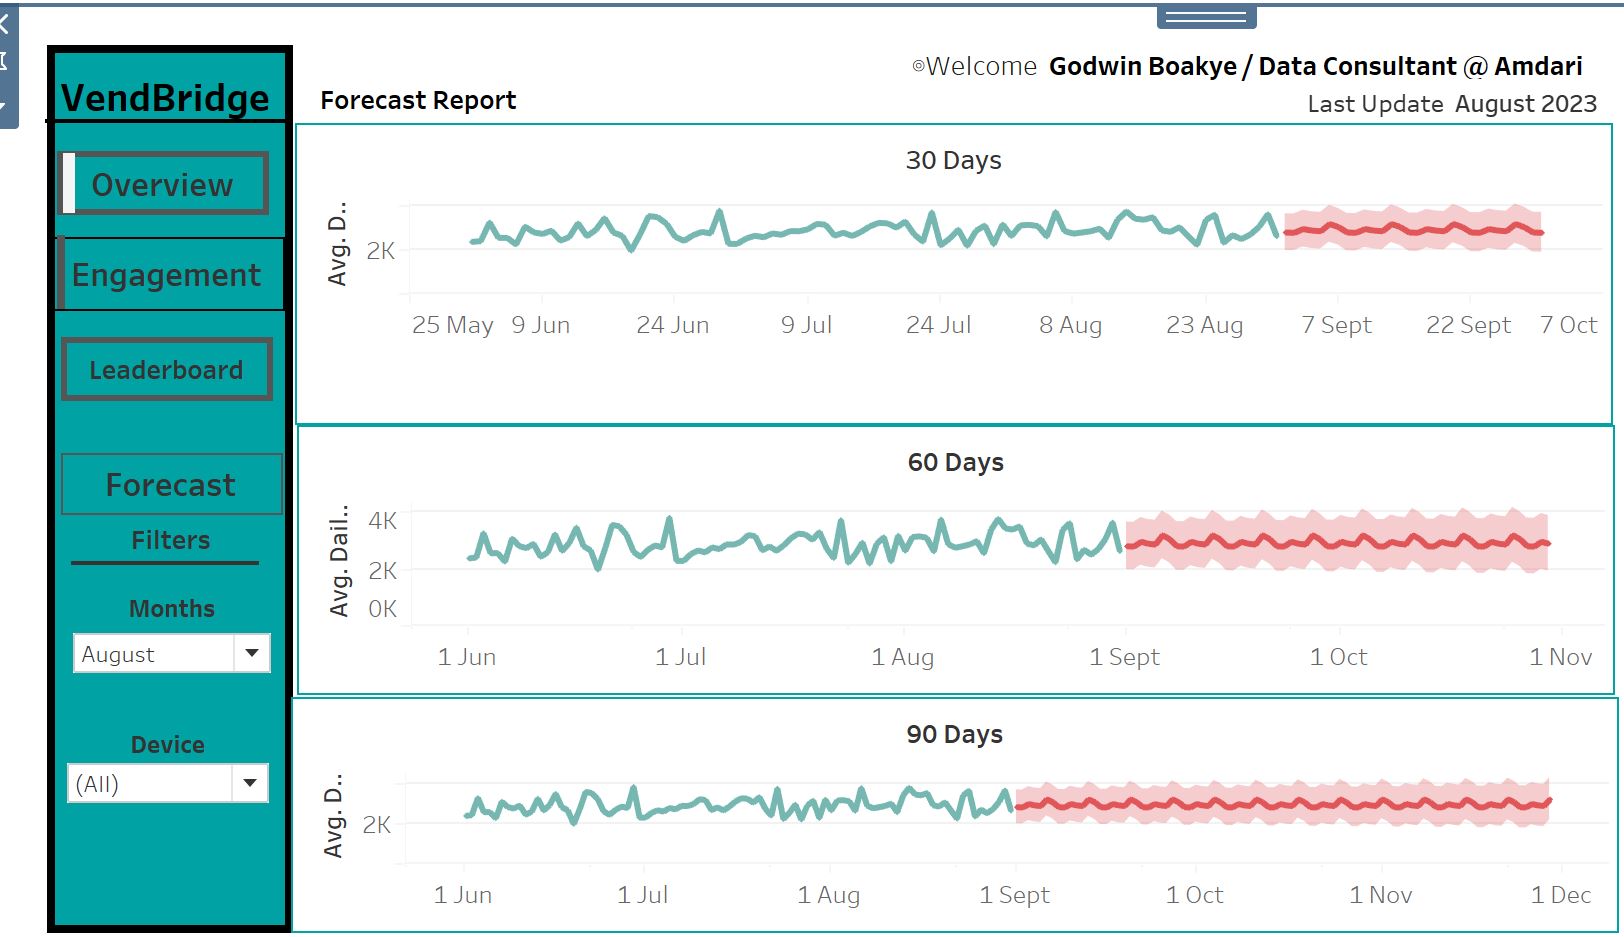 VendBridge
Overview
Engagement
Leaderboard
Forecast
Filters
Months
August
Device
(All)
Welcome Godwin Boakye / Data Consultant @ Amdari
Forecast Report
Last Update August 2023
30 Days
Avg. D..
2K
25 May 9 Jun 24 Jun 9 Jul 24 Jul 8 Aug 23 Aug 7 Sept 22 Sept 7 Oct
60 Days
Avg. Dail..
4K
2K
0K
1 Jun 1 Jul 1 Aug 1 Sept 1 Oct 1 Nov
90 Days
Avg. D..
2K
1 Jun 1 Jul 1 Aug 1 Sept 1 Oct 1 Nov 1 Dec